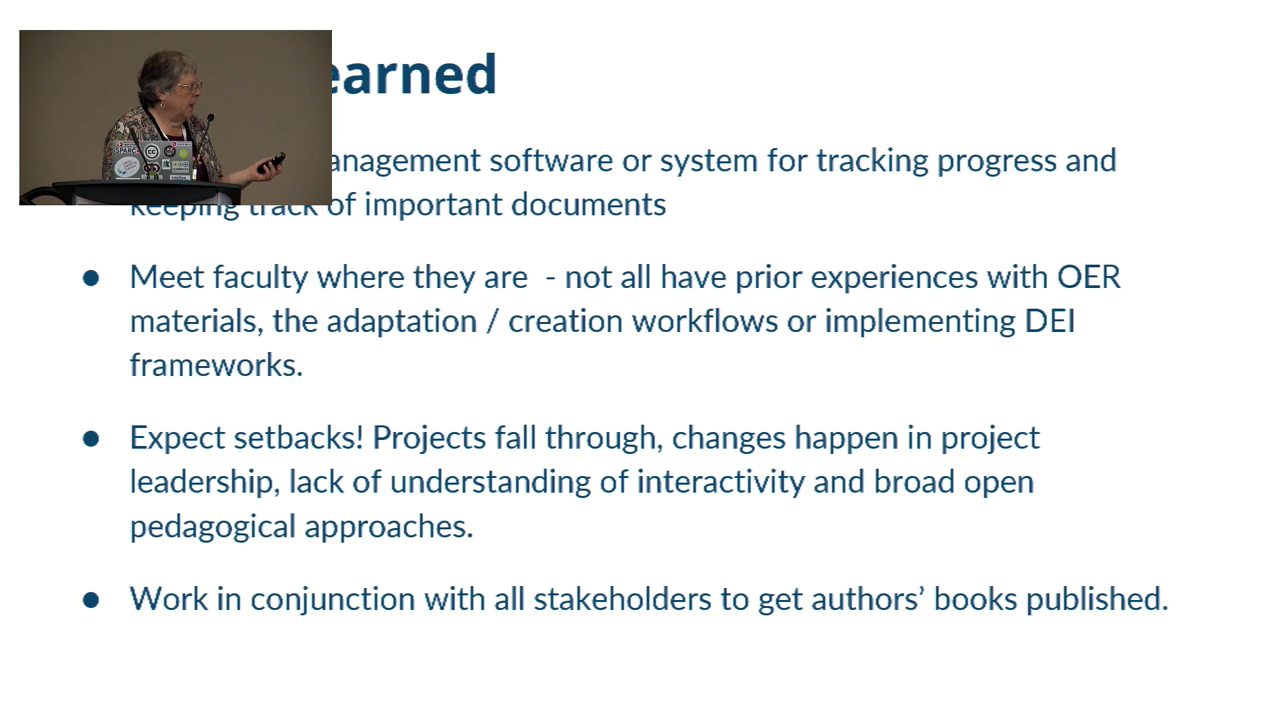 earned
anagement software or system for tracking progress and
keeping track of important documents
● Meet faculty where they are - not all have prior experiences with OER
materials, the adaptation / creation workflows or implementing DEI
frameworks.
● Expect setbacks! Projects fall through, changes happen in project
leadership, lack of understanding of interactivity and broad open
pedagogical approaches.
● Work in conjunction with all stakeholders to get authors’ books published.
SPARC
CC